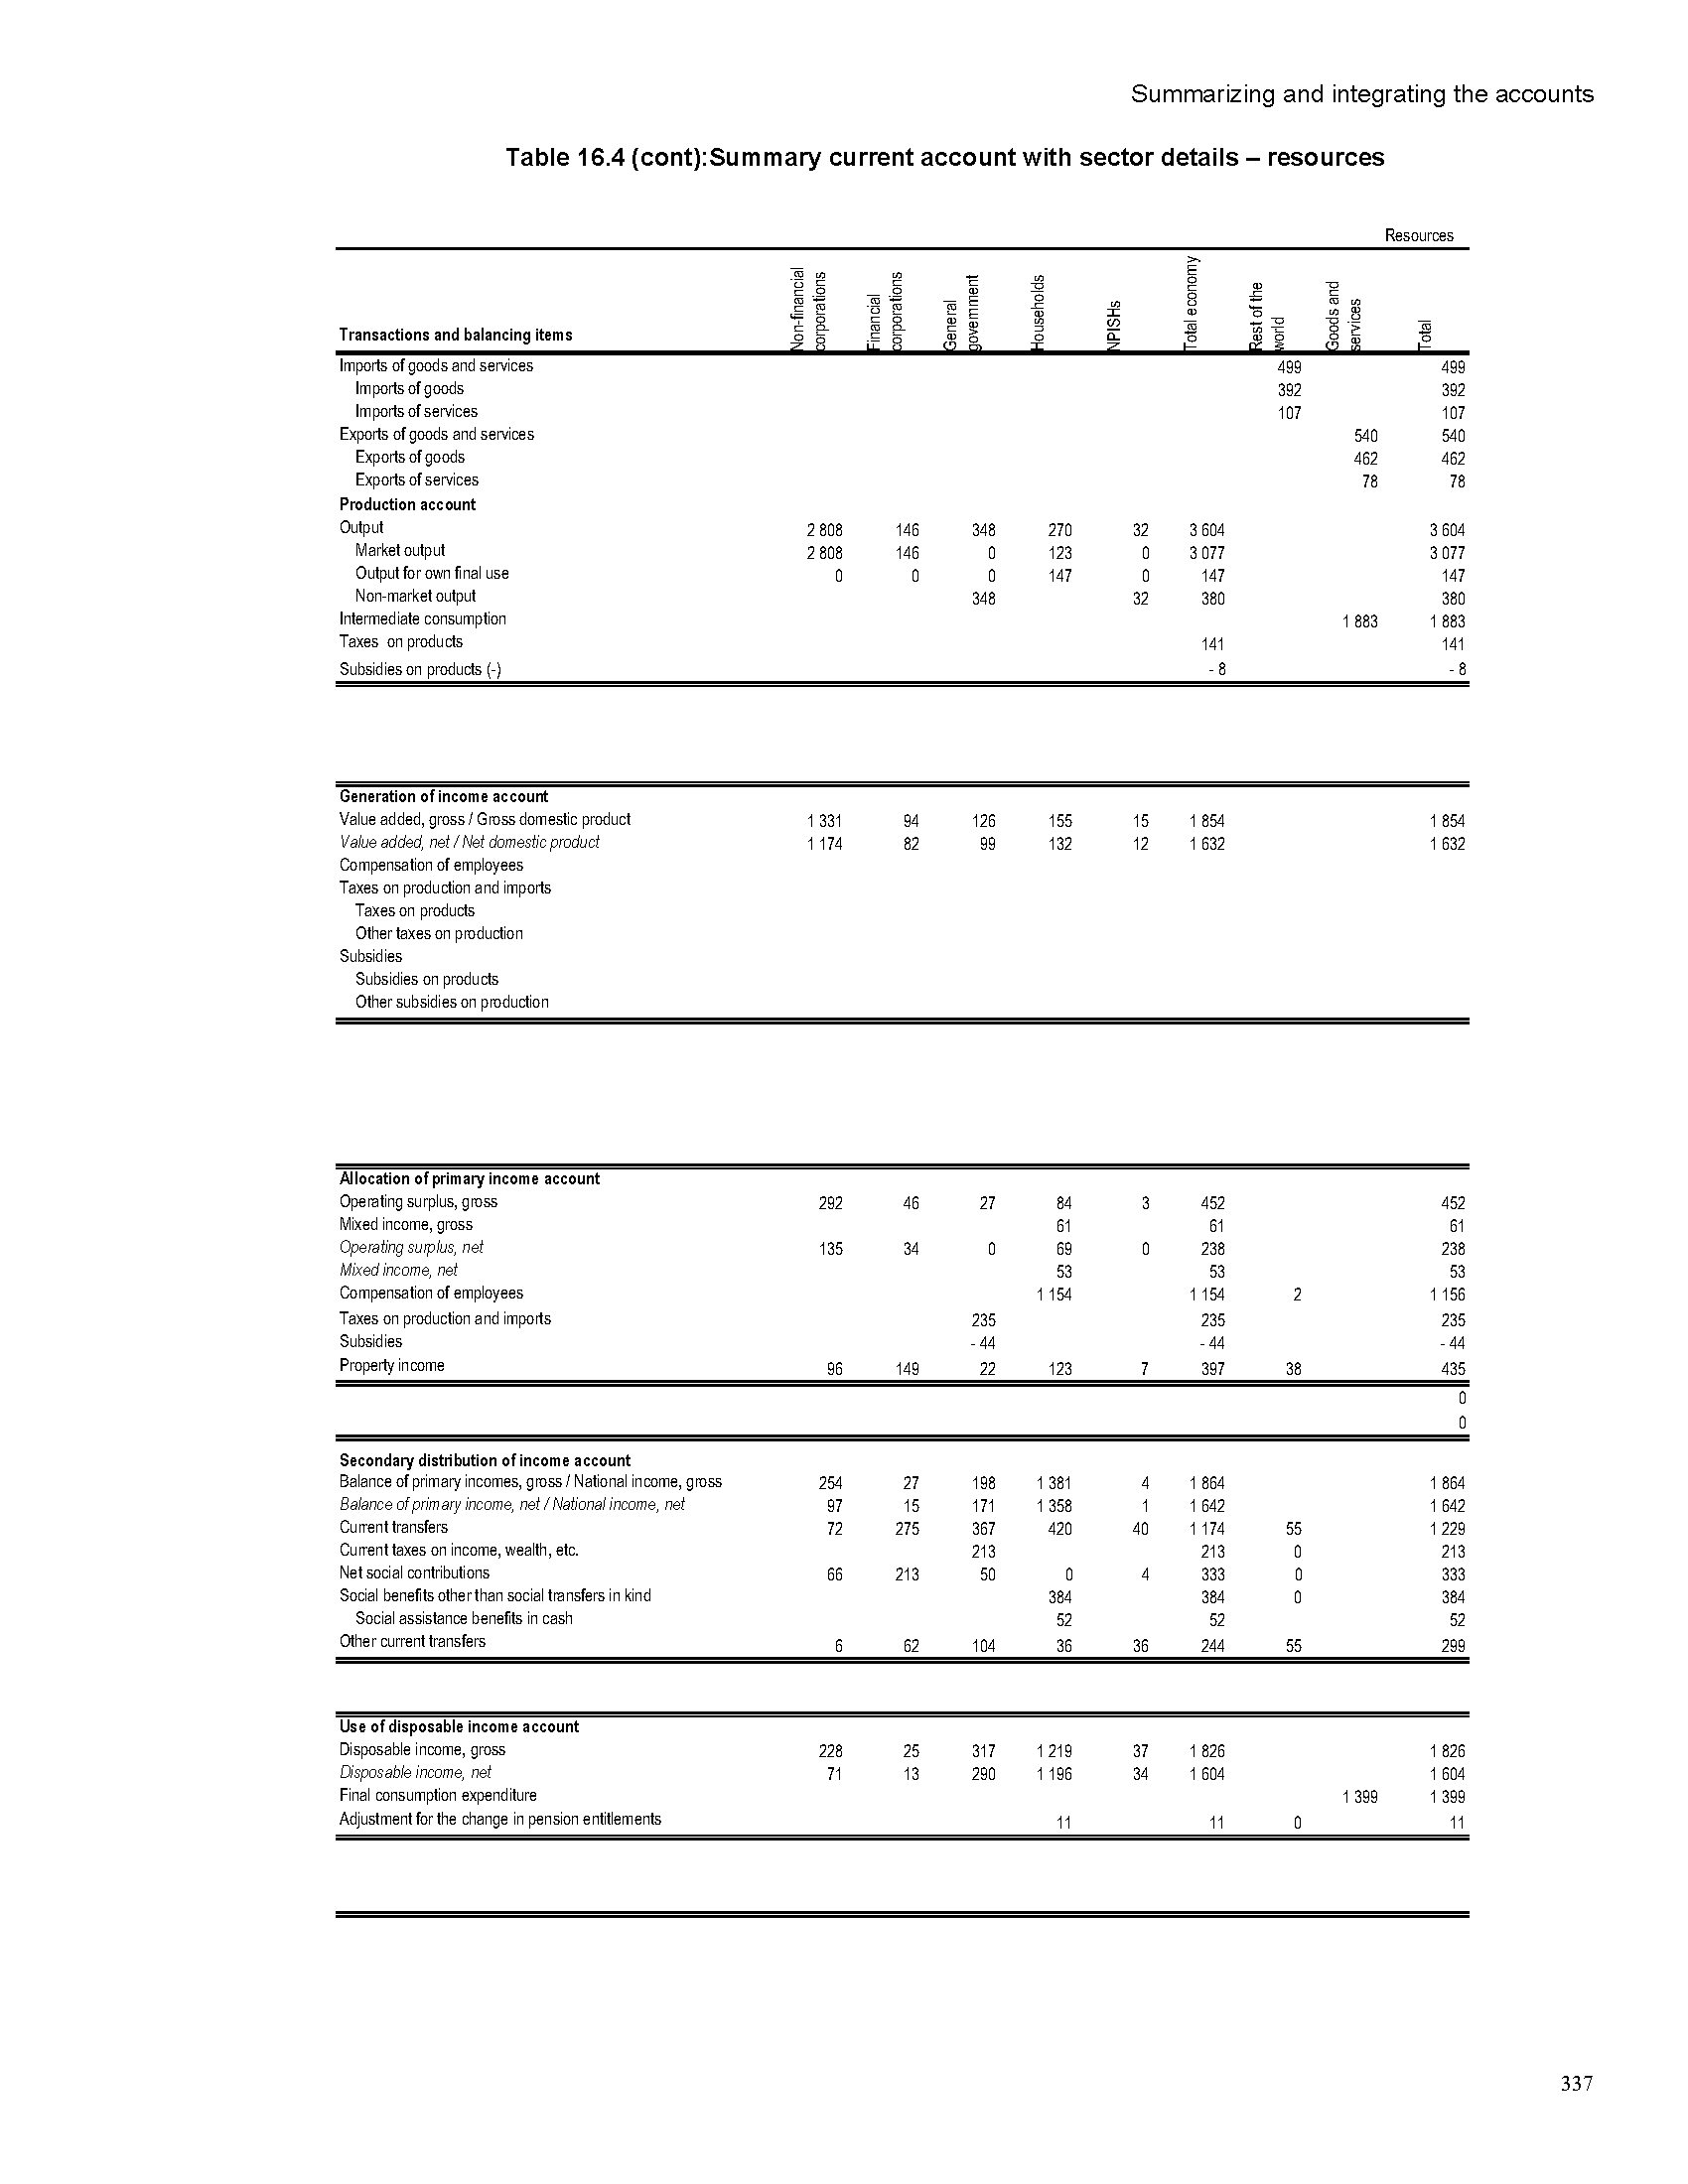 Summarizing and integrating the accounts
Table 16.4 (cont):Summary current account with sector details – resources
Resources
Transactions and balancing items Non-financial corporations Financial corporations General government Households NPISHs Total economy Rest of the world Goods and services Total
Imports of goods and services 499 499
Imports of goods 392 392
Imports of services 107 107
Exports of goods and services 540 540
Exports of goods 462 462
Exports of services 78 78
Production account
Output 2 808 146 348 270 32 3 604 3 604
Market output 2 808 146 0 123 0 3 077 3 077
Output for own final use 0 0 0 147 0 147 147
Non-market output 348 32 380 380
Intermediate consumption 1 883 1 883
Taxes on products 141 141
Subsidies on products (-) - 8 - 8
Generation of income account
Value added, gross / Gross domestic product 1 331 94 126 155 15 1 854 1 854
Value added, net / Net domestic product 1 174 82 99 132 12 1 632 1 632
Compensation of employees
Taxes on production and imports
Taxes on products
Other taxes on production
Subsidies
Subsidies on products
Other subsidies on production
Allocation of primary income account
Operating surplus, gross 292 46 27 84 3 452 452
Mixed income, gross 61 61 61
Operating surplus, net 135 34 0 69 0 238 238
Mixed income, net 53 53 53
Compensation of employees 1 154 1 154 2 1 156
Taxes on production and imports 235 235 235
Subsidies - 44 - 44 - 44
Property income 96 149 22 123 7 397 38 435
0
0
Secondary distribution of income account
Balance of primary incomes, gross / National income, gross 254 27 198 1 381 4 1 864 1 864
Balance of primary income, net / National income, net 97 15 171 1 358 1 1 642 1 642
Current transfers 72 275 367 420 40 1 174 55 1 229
Current taxes on income, wealth, etc. 213 213 0 213
Net social contributions 66 213 50 0 4 333 0 333
Social benefits other than social transfers in kind 384 384 0 384
Social assistance benefits in cash 52 52 52
Other current transfers 6 62 104 36 36 244 55 299
Use of disposable income account
Disposable income, gross 228 25 317 1 219 37 1 826 1 826
Disposable income, net 71 13 290 1 196 34 1 604 1 604
Final consumption expenditure 1 399 1 399
Adjustment for the change in pension entitlements 11 11 0 11
337